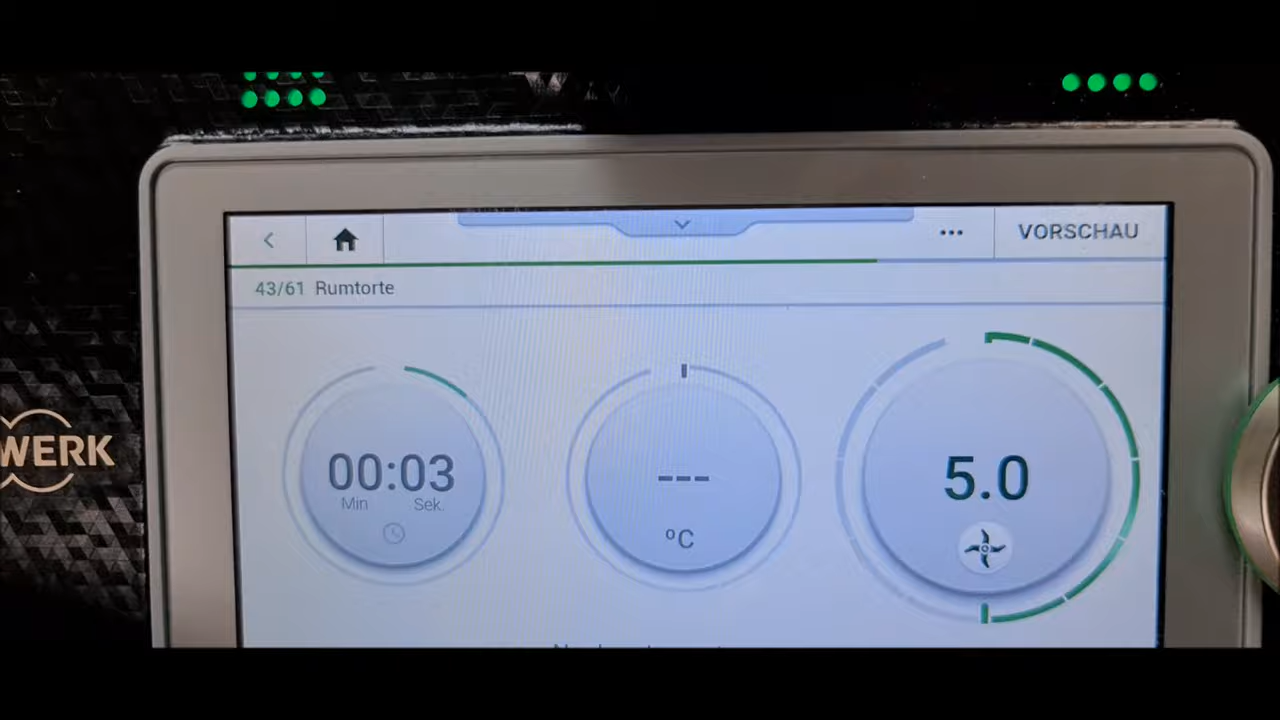 VORSCHAU
43/61 Rumtorte
00:03
Min Sek.
---
°C
5.0
WERK